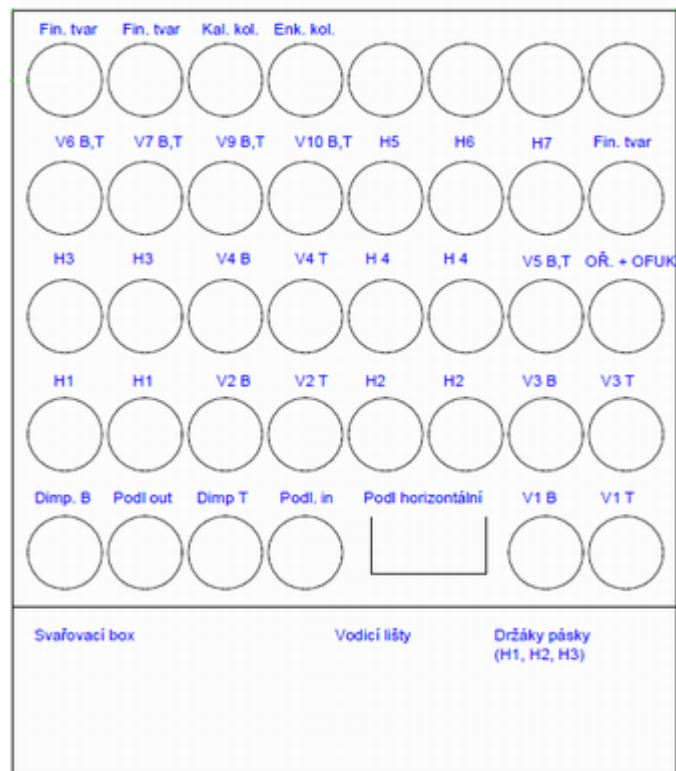 Fin. tvar Fin. tvar Kal. kol. Enk. kol.
V6 B,T V7 B,T V9 B,T V10 B,T H5 H6 H7 Fin. tvar
H3 H3 V4 B V4 T H 4 H 4 V5 B,T OŘ. + OFUK
H1 H1 V2 B V2 T H2 H2 V3 B V3 T
Dimp. B Podl out Dimp T Podl. in Podl horizontální V1 B V1 T
Svařovací box Vodicí lišty Držáky pásky
(H1, H2, H3)